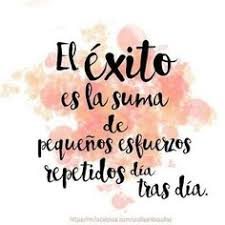 El éxito
es la suma
de
pequeños esfuerzos
repetidos día
tras día.